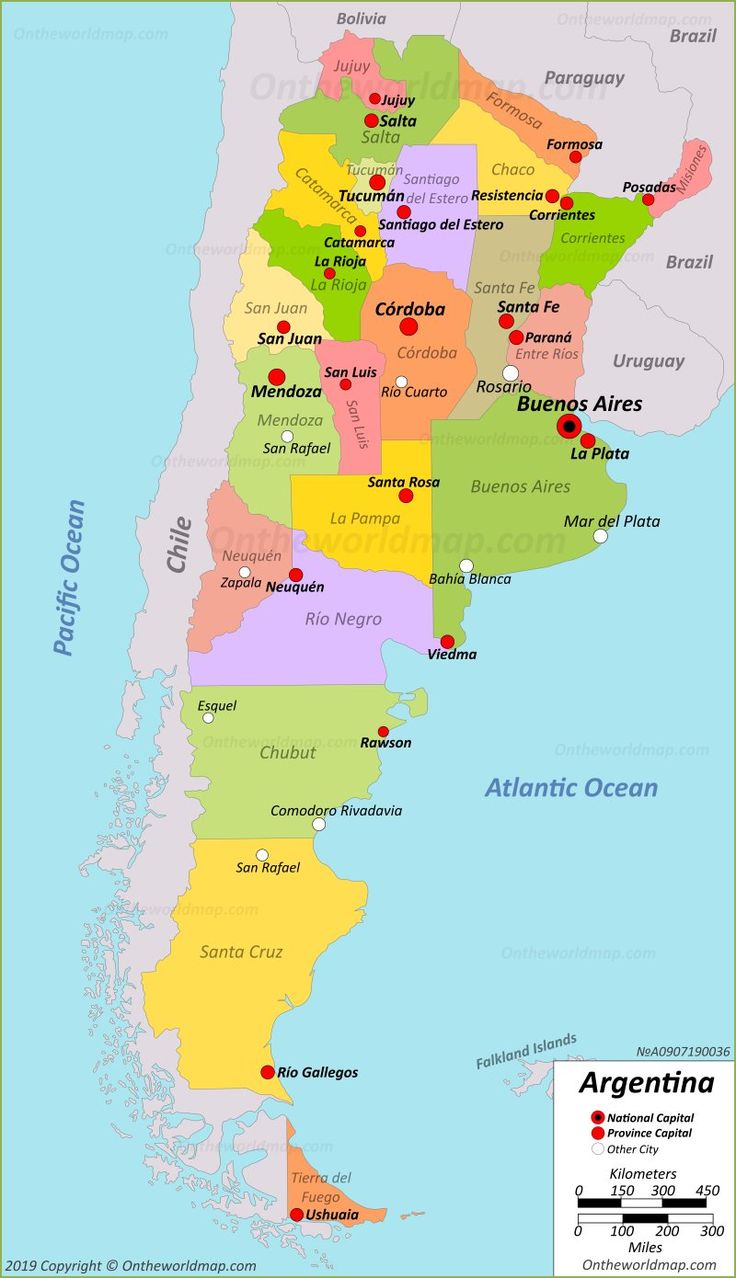 Bolivia
Brazil
Ontheworldmap.com
Ontheworldmap.com
Jujuy
Paraguay
Ontheworldmap.com
Jujuy
Formosa
Salta
Salta
Formosa
Tucumán
Chaco
Misiones
Santiago
del Estero
Catamarca
Tucumán
Resistencia
Posadas
Corrientes
Santiago del Estero
Corrientes
Catamarca
Ontheworldmap.com
Ontheworldmap.com
La Rioja
Brazil
La Rioja
Santa Fe
San Juan
Córdoba
Santa Fe
San Juan
Paraná
Córdoba
Entre Ríos
Uruguay
San Luis
Mendoza
Río Cuarto
Rosario
Buenos Aires
Mendoza
San Luis
San Rafael
Ontheworldmap.com
La Plata
Ontheworldmap.com
Santa Rosa
Buenos Aires
La Pampa
Mar del Plata
Chile
Ontheworldmap.com
Pacific Ocean
Neuquén
Zapala
Neuquén
Bahía Blanca
Río Negro
Viedma
Esquel
Ontheworldmap.com
Rawson
Chubut
Ontheworldmap.com
Atlantic Ocean
Comodoro Rivadavia
San Rafael
Ontheworldmap.com
Santa Cruz
Ontheworldmap.com
Falkland Islands
№A0907190036
Río Gallegos
Argentina
National Capital
Province Capital
Other City
Ontheworldmap.com
Tierra del
Fuego
Ushuaia
Kilometers
0 150 300 450
0 100 200 300
Miles
2019 Copyright © Ontheworldmap.com
Ontheworldmap.com